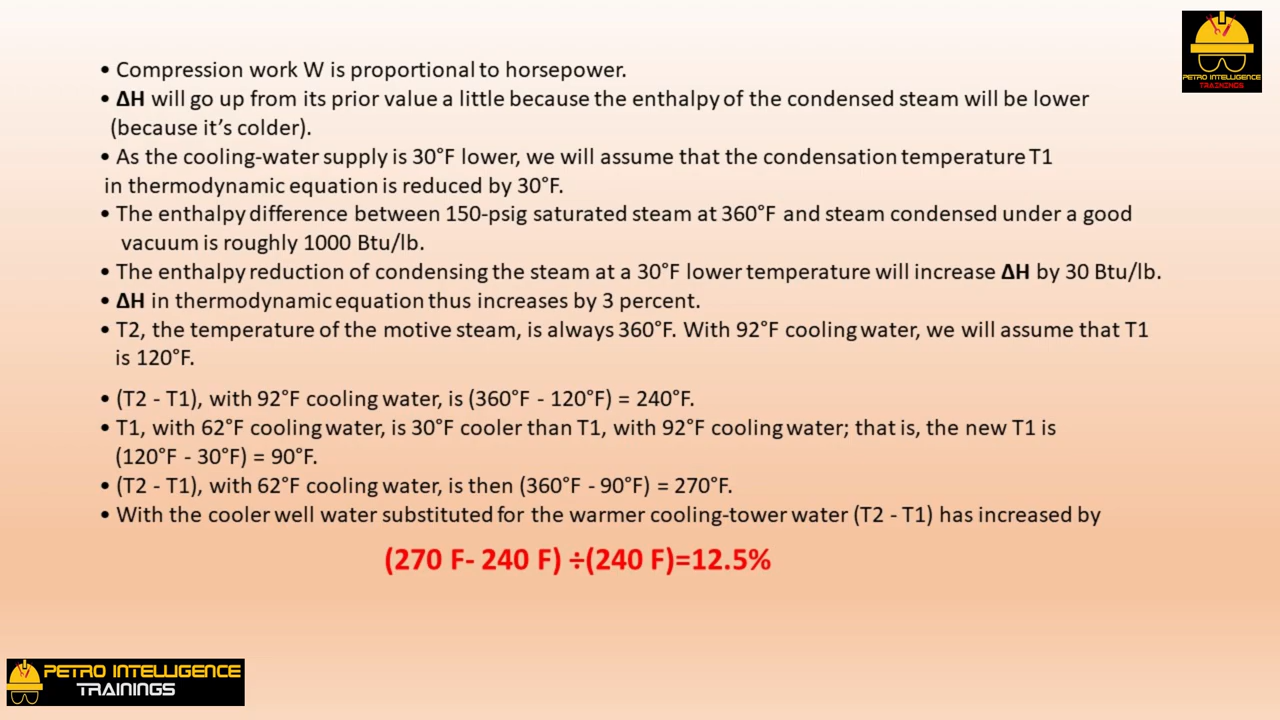 PETRO INTELLIGENCE
TRAININGS
• Compression work W is proportional to horsepower.
• ΔH will go up from its prior value a little because the enthalpy of the condensed steam will be lower
(because it’s colder).
• As the cooling-water supply is 30°F lower, we will assume that the condensation temperature T1
in thermodynamic equation is reduced by 30°F.
• The enthalpy difference between 150-psig saturated steam at 360°F and steam condensed under a good
vacuum is roughly 1000 Btu/lb.
• The enthalpy reduction of condensing the steam at a 30°F lower temperature will increase ΔH by 30 Btu/lb.
• ΔH in thermodynamic equation thus increases by 3 percent.
• T2, the temperature of the motive steam, is always 360°F. With 92°F cooling water, we will assume that T1
is 120°F.
• (T2 - T1), with 92°F cooling water, is (360°F - 120°F) = 240°F.
• T1, with 62°F cooling water, is 30°F cooler than T1, with 92°F cooling water; that is, the new T1 is
(120°F - 30°F) = 90°F.
• (T2 - T1), with 62°F cooling water, is then (360°F - 90°F) = 270°F.
• With the cooler well water substituted for the warmer cooling-tower water (T2 - T1) has increased by
(270 F- 240 F) ÷(240 F)=12.5%
PETRO INTELLIGENCE
TRAININGS